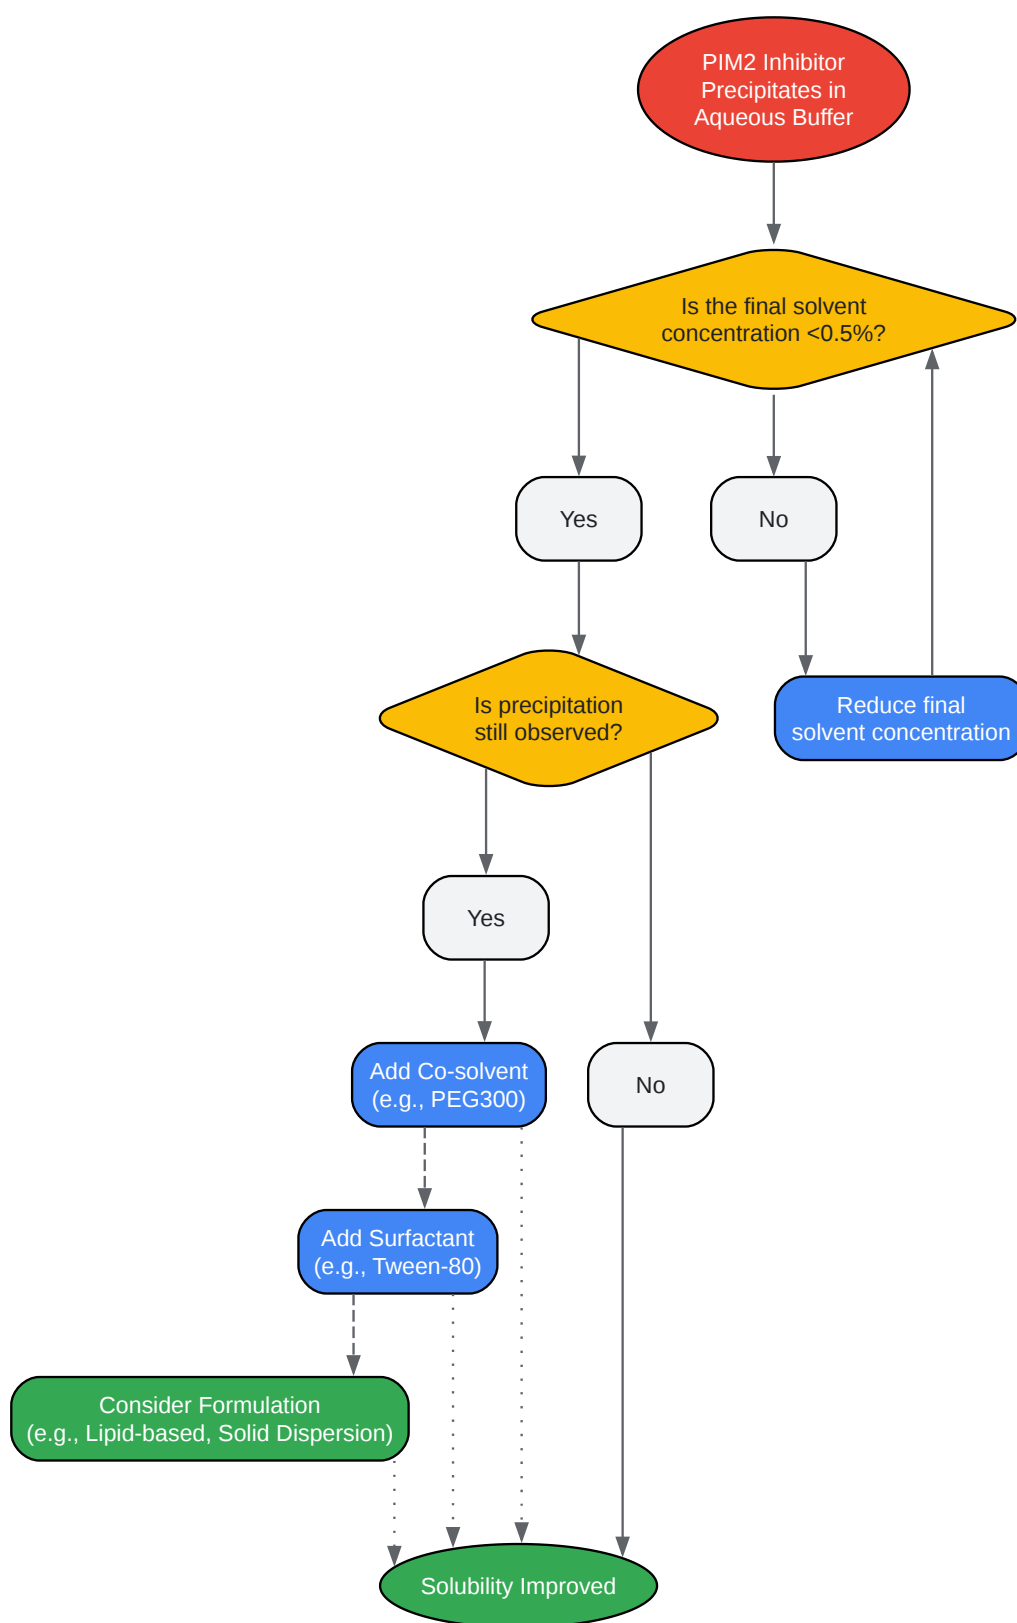 PIM2 Inhibitor
Precipitates in
Aqueous Buffer
Is the final solvent
concentration <0.5%?
Yes
No
Is precipitation
still observed?
Reduce final
solvent concentration
Yes
Add Co-solvent
(e.g., PEG300)
No
Add Surfactant
(e.g., Tween-80)
Consider Formulation
(e.g., Lipid-based, Solid Dispersion)
Solubility Improved